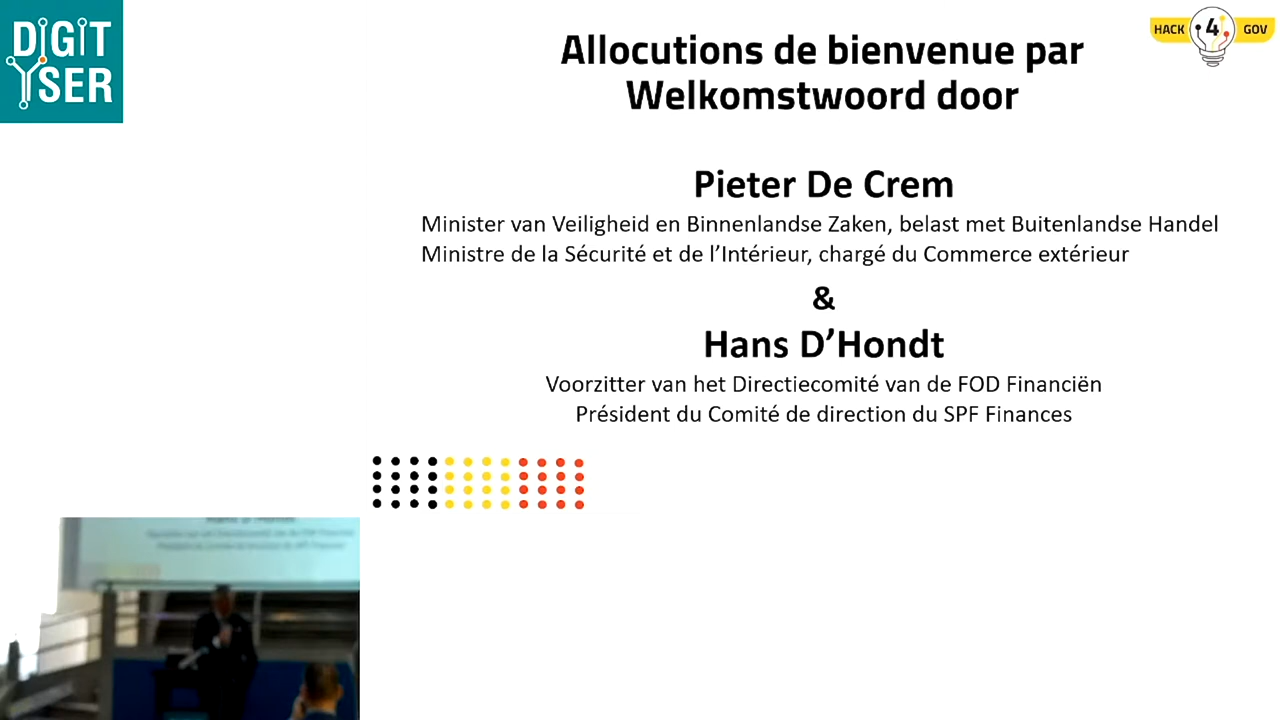 DIGIT
YSER
HACK 4 GOV
Allocutions de bienvenue par
Welkomstwoord door
Pieter De Crem
Minister van Veiligheid en Binnenlandse Zaken, belast met Buitenlandse Handel
Ministre de la Sécurité et de l’Intérieur, chargé du Commerce extérieur
&
Hans D’Hondt
Voorzitter van het Directiecomité van de FOD Financiën
Président du Comité de direction du SPF Finances